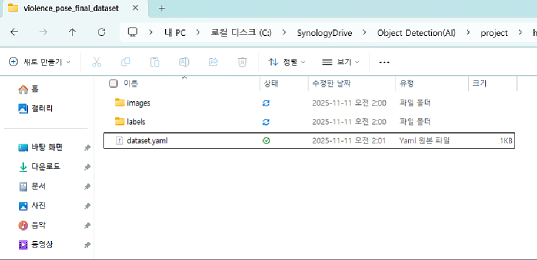 violence_pose_final_dataset
내 PC > 로컬 디스크 (C:) > SynologyDrive > Object Detection(AI) > project > h
새로 만들기 정렬 보기 ...
이름 상태 수정한 날짜 유형 크기
홈
갤러리
images 2025-11-11 오전 2:00 파일 폴더
labels 2025-11-11 오전 2:00 파일 폴더
dataset.yaml 2025-11-11 오전 2:01 Yaml 원본 파일 1KB
바탕 화면
다운로드
문서
사진
음악
동영상